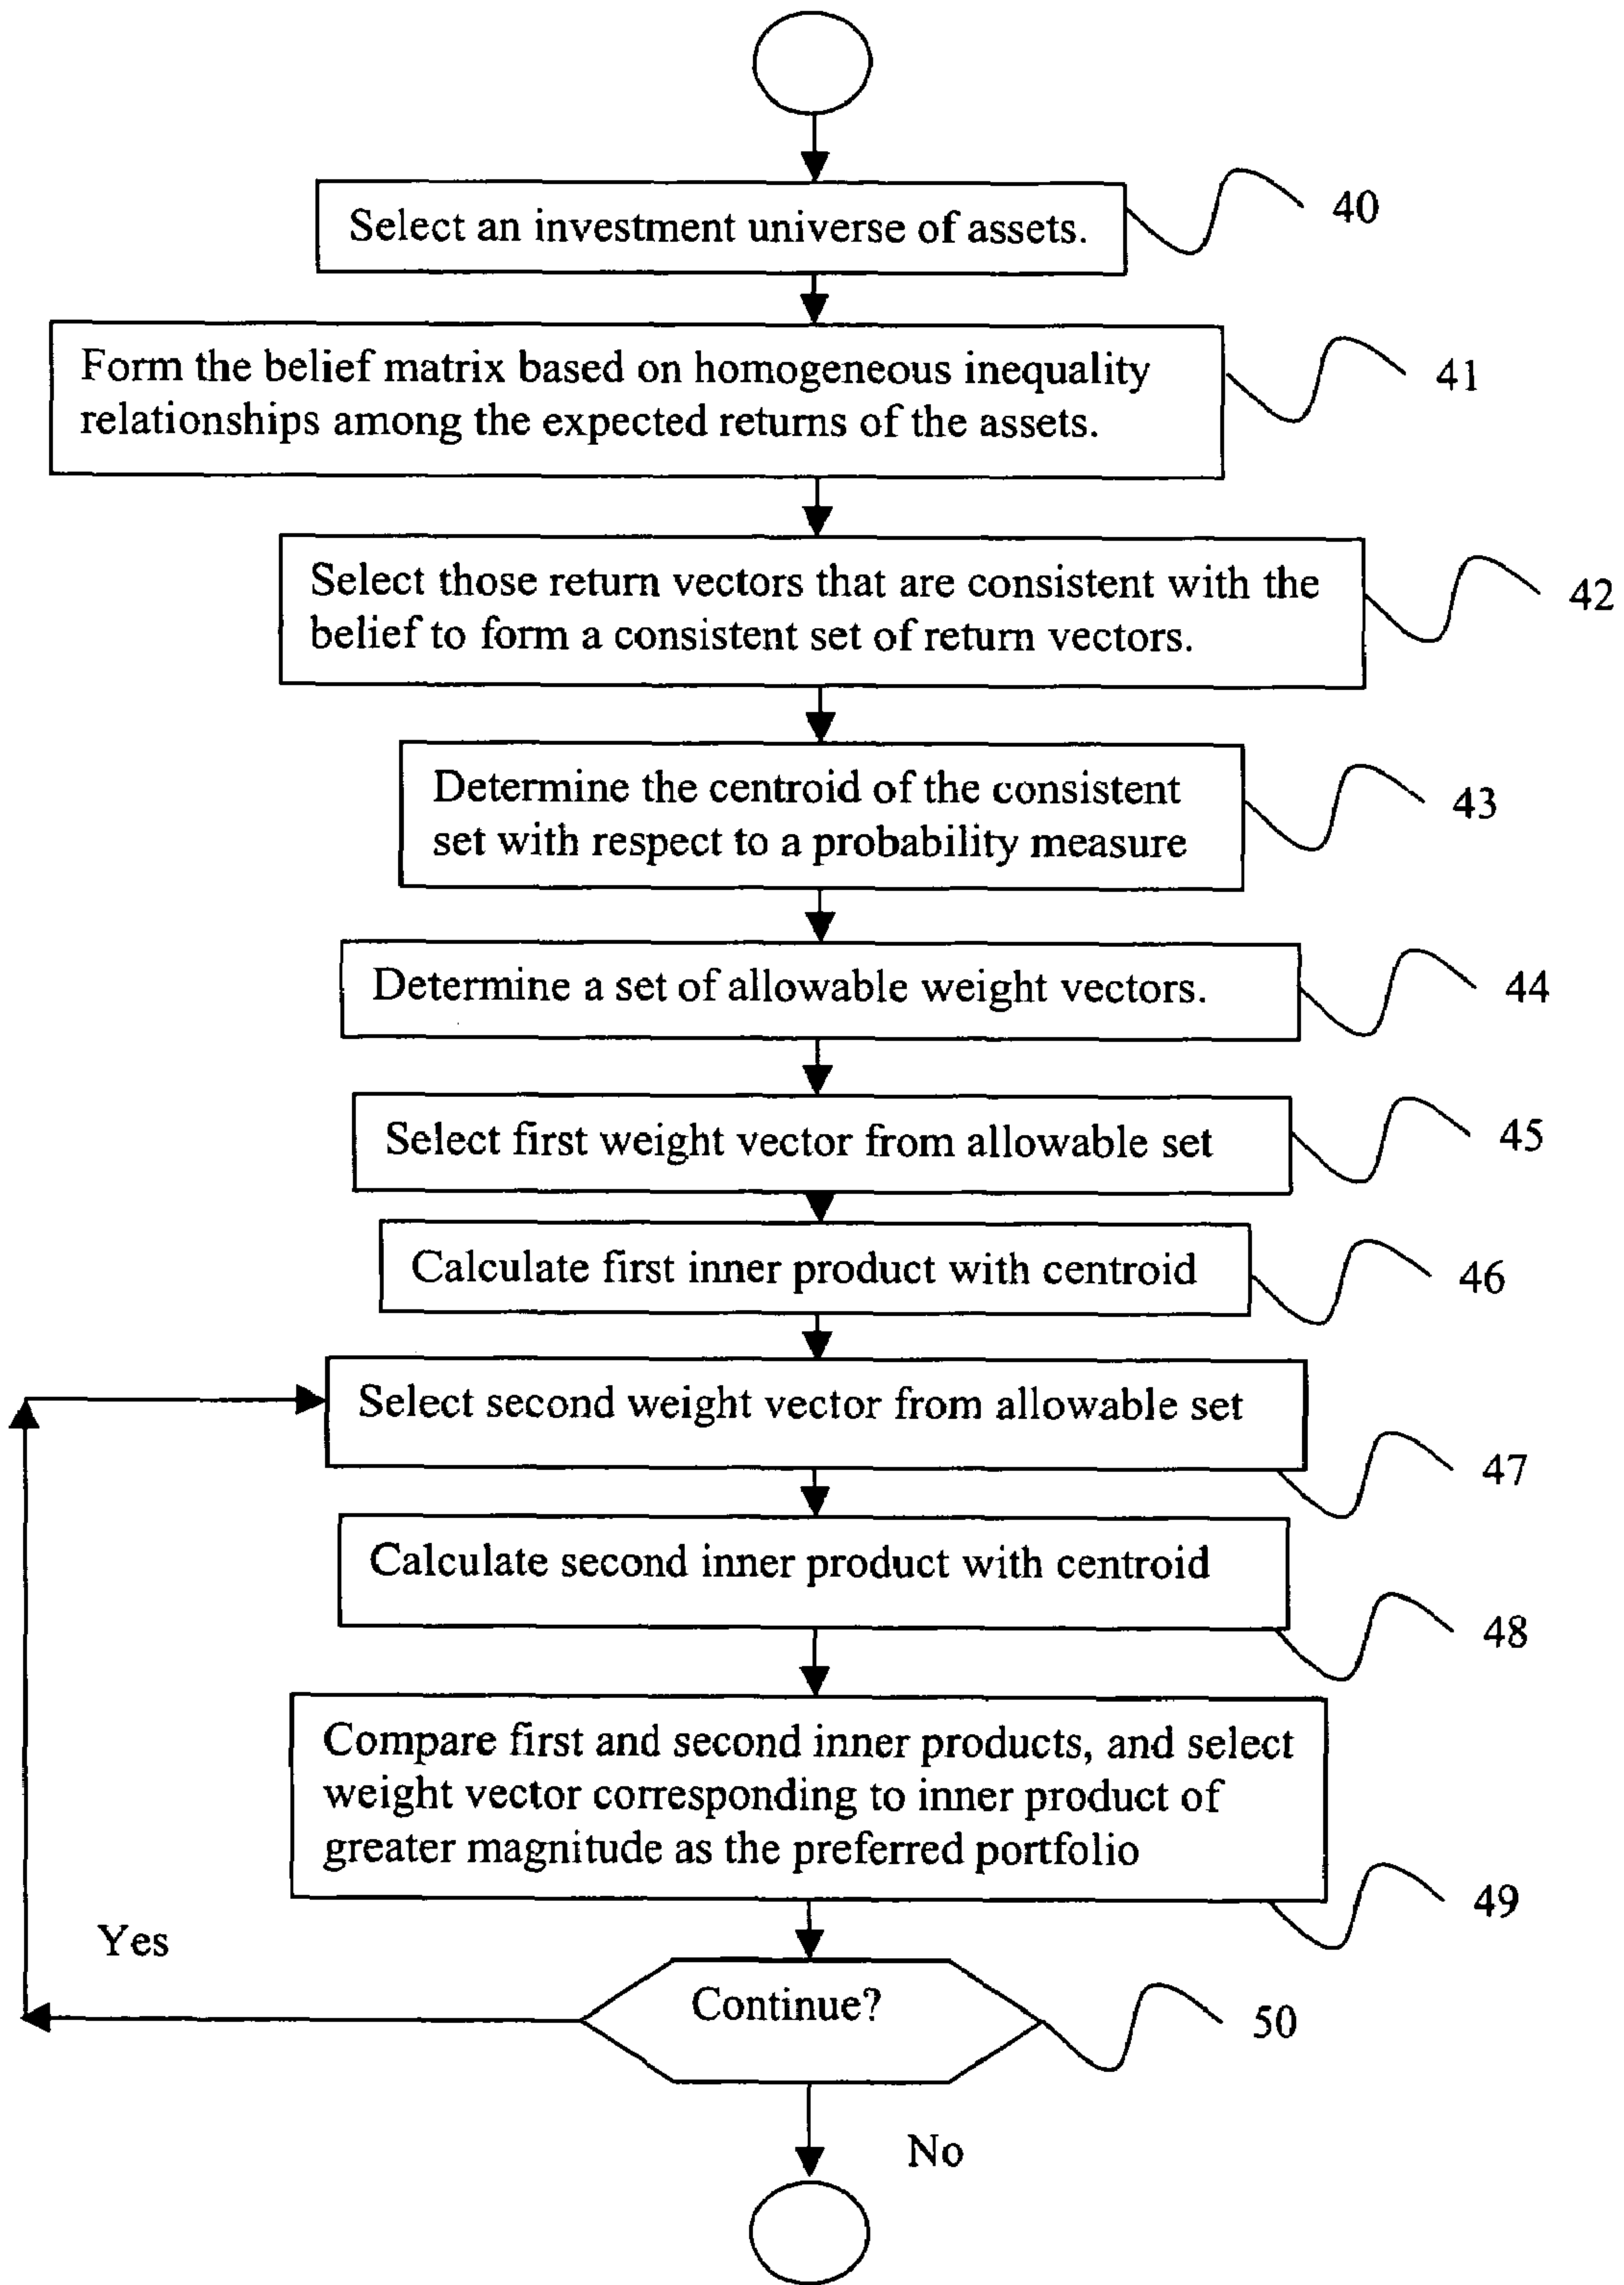 Select an investment universe of assets.
40
Form the belief matrix based on homogeneous inequality
relationships among the expected returns of the assets.
41
Select those return vectors that are consistent with the
belief to form a consistent set of return vectors.
42
Determine the centroid of the consistent
set with respect to a probability measure
43
Determine a set of allowable weight vectors.
44
Select first weight vector from allowable set
45
Calculate first inner product with centroid
46
Select second weight vector from allowable set
47
Calculate second inner product with centroid
48
Compare first and second inner products, and select
weight vector corresponding to inner product of
greater magnitude as the preferred portfolio
49
Yes
Continue?
50
No